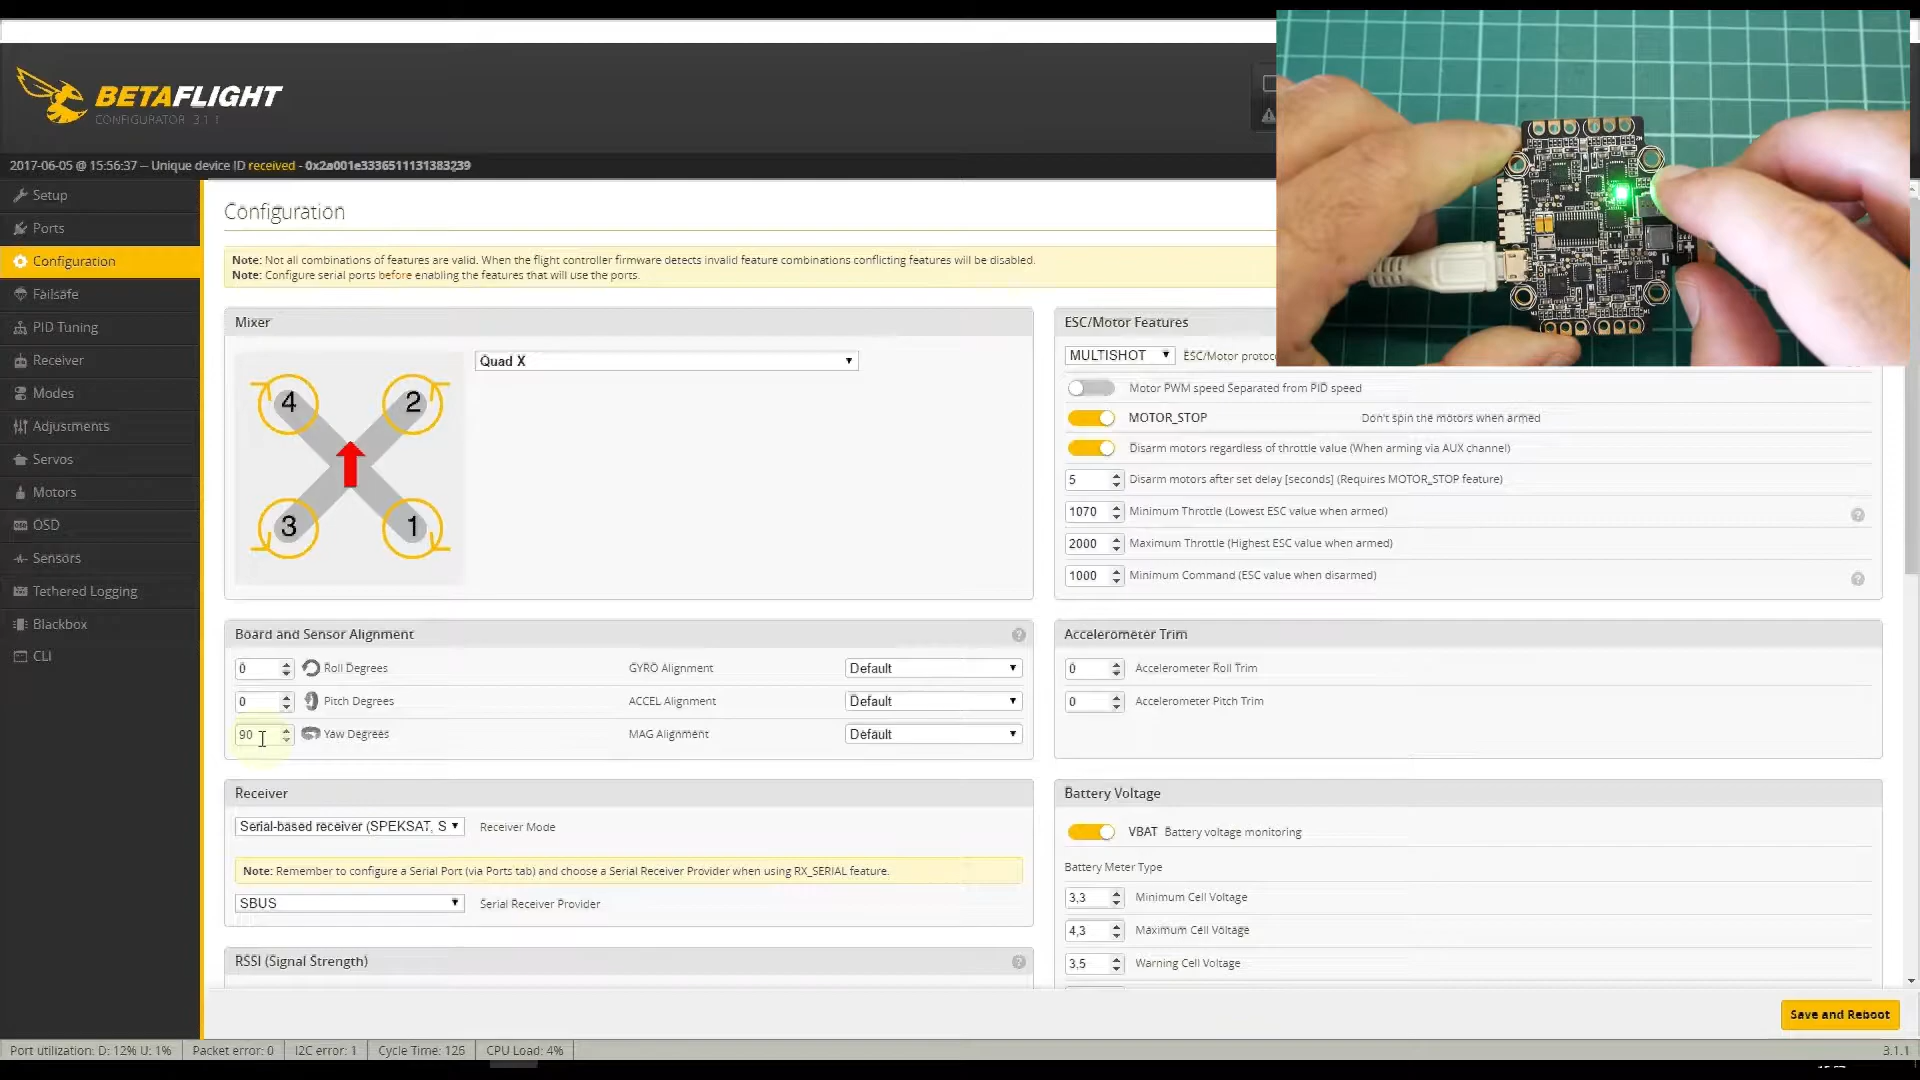 BETAFLIGHT
CONFIGURATOR 3.1.1
2017-06-05 @ 15:56:37 -- Unique device ID received - 0x2a001e3336511131383239
Setup
Ports
Configuration
Failsafe
PID Tuning
Receiver
Modes
Adjustments
Servos
Motors
OSD
Sensors
Tethered Logging
Blackbox
CLI
Configuration
Note: Not all combinations of features are valid. When the flight controller firmware detects invalid feature combinations conflicting features will be disabled.
Note: Configure serial ports before enabling the features that will use the ports.
Mixer
Quad X
4 2
3 1
ESC/Motor Features
MULTISHOT ESC/Motor protoc
Motor PWM speed Separated from PID speed
MOTOR_STOP Don't spin the motors when armed
Disarm motors regardless of throttle value (When arming via AUX channel)
5 Disarm motors after set delay [seconds] (Requires MOTOR_STOP feature)
1070 Minimum Throttle (Lowest ESC value when armed)
2000 Maximum Throttle (Highest ESC value when armed)
1000 Minimum Command (ESC value when disarmed)
Board and Sensor Alignment
0 Roll Degrees GYRO Alignment Default
0 Pitch Degrees ACCEL Alignment Default
90 Yaw Degrees MAG Alignment Default
Accelerometer Trim
0 Accelerometer Roll Trim
0 Accelerometer Pitch Trim
Receiver
Serial-based receiver (SPEKSAT, S Receiver Mode
Note: Remember to configure a Serial Port (via Ports tab) and choose a Serial Receiver Provider when using RX_SERIAL feature.
SBUS Serial Receiver Provider
RSSI (Signal Strength)
Battery Voltage
VBAT Battery voltage monitoring
Battery Meter Type
3,3 Minimum Cell Voltage
4,3 Maximum Cell Voltage
3,5 Warning Cell Voltage
Save and Reboot
Port utilization: D: 12% U: 1% Packet error: 0 I2C error: 1 Cycle Time: 126 CPU Load: 4% 3.1.1